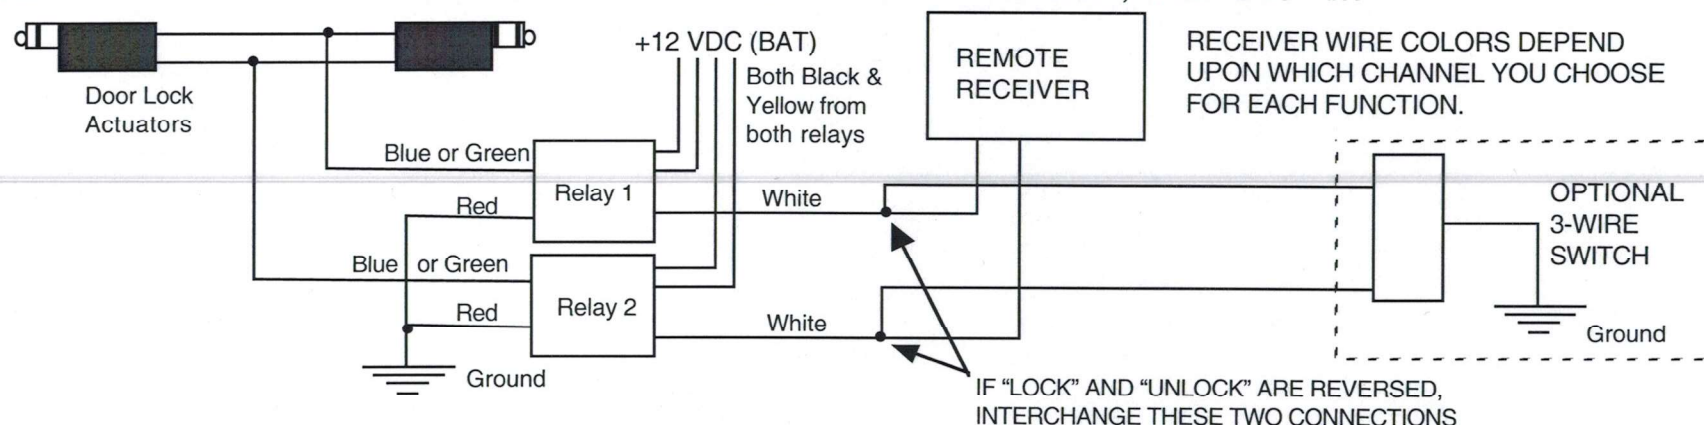 +12 VDC (BAT)
Both Black &
Yellow from
both relays
REMOTE
RECEIVER
RECEIVER WIRE COLORS DEPEND
UPON WHICH CHANNEL YOU CHOOSE
FOR EACH FUNCTION.
Door Lock
Actuators
Blue or Green
Relay 1
Red
White
OPTIONAL
3-WIRE
SWITCH
Blue or Green
Relay 2
Red
White
Ground
Ground
IF “LOCK” AND “UNLOCK” ARE REVERSED,
INTERCHANGE THESE TWO CONNECTIONS